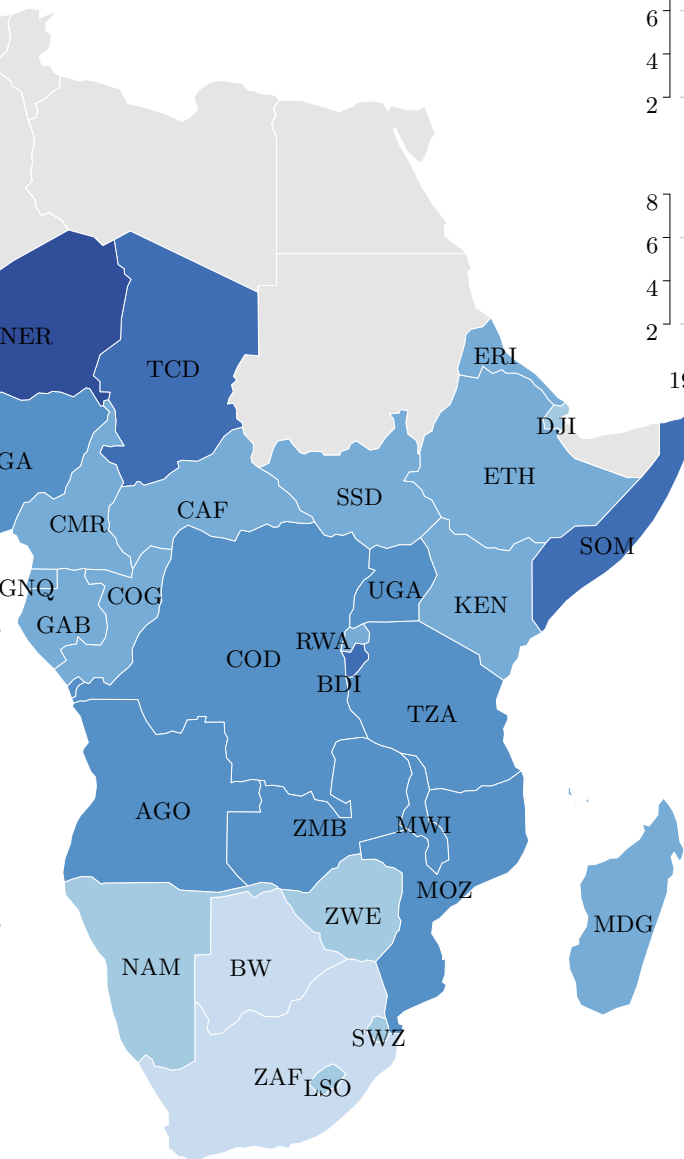 6
4
2
8
6
4
2
NER
ERI
TCD
19
DJI
GA
ETH
SSD
CAF
CMR
SOM
GNQ
UGA
COG
KEN
GAB
RWA
COD
BDI
TZA
AGO
MWI
ZMB
MOZ
ZWE
MDG
NAM
BW
SWZ
ZAF
LSO